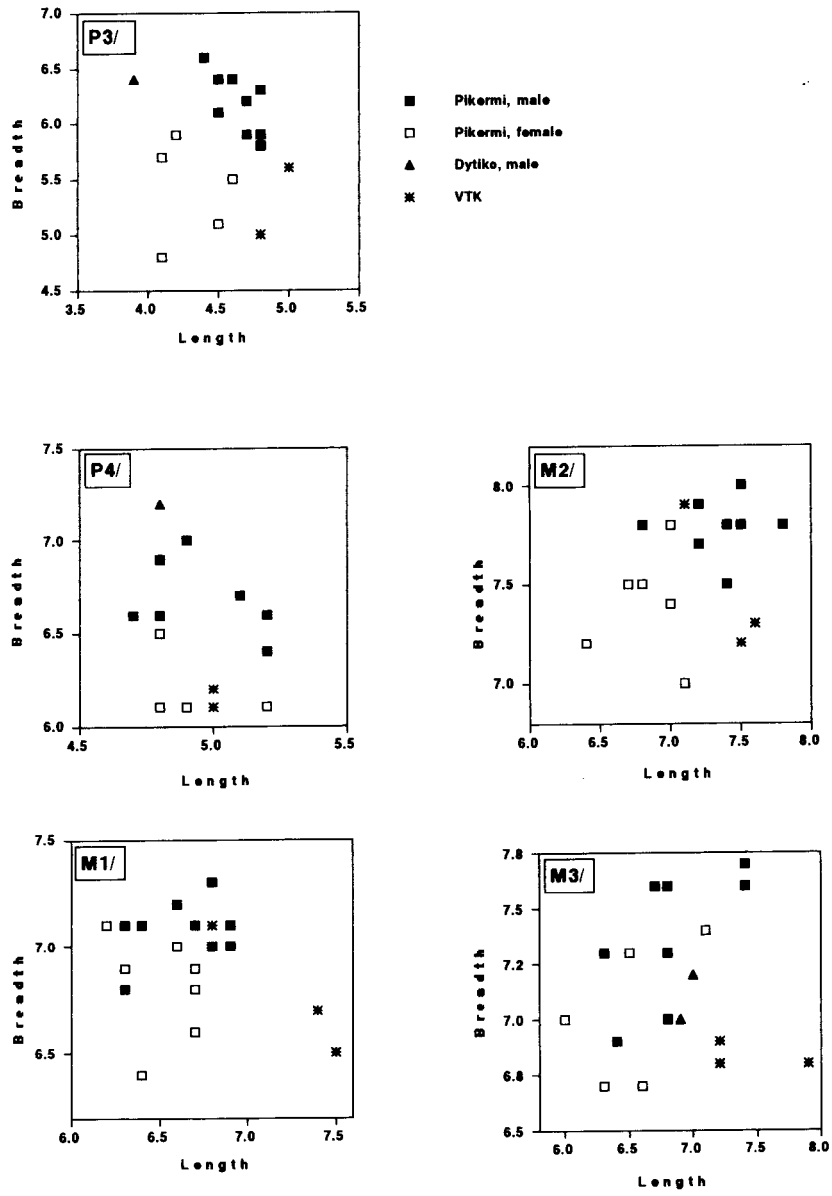 P3/
7.0
6.5
6.0
5.5
5.0
4.5
Breadth
3.5 4.0 4.5 5.0 5.5
Length
Pikermi, male
Pikermi, female
Dytiko, male
VTK
P4/
7.5
7.0
6.5
6.0
Breadth
4.5 5.0 5.5
Length
M2/
8.0
7.5
7.0
Breadth
6.0 6.5 7.0 7.5 8.0
Length
M1/
7.5
7.0
6.5
Breadth
6.0 6.5 7.0 7.5
Length
M3/
7.8
7.5
7.2
7.0
6.8
6.5
Breadth
6.0 6.5 7.0 7.5 8.0
Length